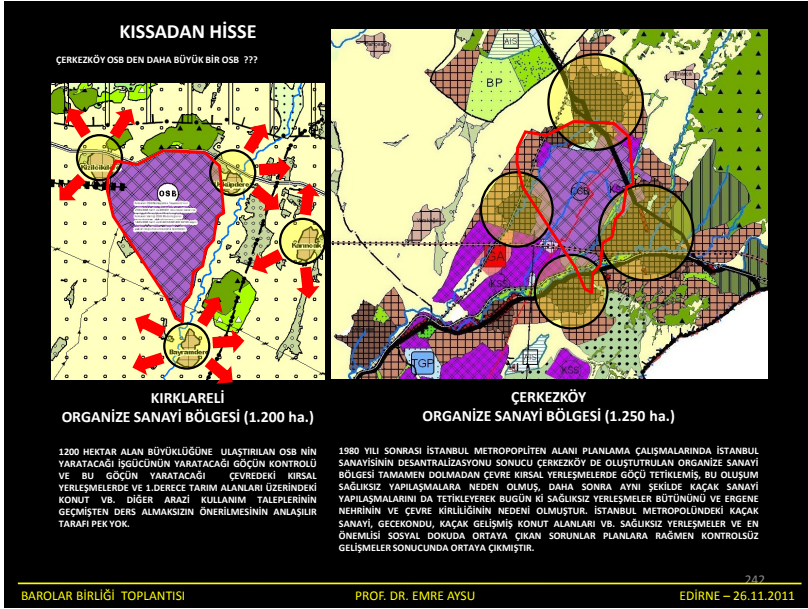 KISSADAN HİSSE
ÇERKEZKÖY OSB DEN DAHA BÜYÜK BİR OSB ???
OSB
Bayramdere
BP
OSB
KSS
GA
KSS
TGP
KSS
KIRKLARELİ
ORGANİZE SANAYİ BÖLGESİ (1.200 ha.)
ÇERKEZKÖY
ORGANİZE SANAYİ BÖLGESİ (1.250 ha.)
1200 HEKTAR ALAN BÜYÜKLÜĞÜNE ULAŞTIRILAN OSB NİN
YARATACAĞI İŞGÜCÜNÜN YARATACAĞI GÖÇÜN KONTROLÜ
VE BU GÖÇÜN YARATACAĞI ÇEVREDEKİ KIRSAL
YERLEŞMELERDE VE 1.DERECE TARIM ALANLARI ÜZERİNDEKİ
KONUT VB. DİĞER ARAZİ KULLANIM TALEPLERİNİN
GEÇMİŞTEN DERS ALMAKSIZIN ÖNERİLMESİNİN ANLAŞILIR
TARAFI PEK YOK.
1980 YILI SONRASI İSTANBUL METROPOLİTEN ALANI PLANLAMA ÇALIŞMALARINDA İSTANBUL
SANAYİSİNİN DESANTRALİZASYONU SONUCU ÇERKEZKÖY DE OLUŞTUTRULAN ORGANİZE SANAYİ
BÖLGESİ TAMAMEN DOLMADAN ÇEVRE KIRSAL YERLEŞMELERDE GÖÇÜ TETİKLEMİŞ, BU OLUŞUM
SAĞLIKSIZ YAPILAŞMALARA NEDEN OLMUŞ, DAHA SONRA AYNI ŞEKİLDE KAÇAK SANAYİ
YAPILAŞMALARINI DA TETİKLEYEREK BUGÜN Kİ SAĞLIKSIZ YERLEŞMELER BÜTÜNÜNÜ VE ERGENE
NEHRİNİN VE ÇEVRE KİRLİLİĞİNİN NEDENİ OLMUŞTUR. İSTANBUL METROPOLÜNDEKİ KAÇAK
SANAYİ, GECEKONDU, KAÇAK GELİŞMİŞ KONUT ALANLARI VB. SAĞLIKSIZ YERLEŞMELER VE EN
ÖNEMLİSİ SOSYAL DOKUDA ORTAYA ÇIKAN SORUNLAR PLANLARA RAĞMEN KONTROLSÜZ
GELİŞMELER SONUCUNDA ORTAYA ÇIKMIŞTIR.
242
BAROLAR BİRLİĞİ TOPLANTISI
PROF. DR. EMRE AYSU
EDİRNE – 26.11.2011